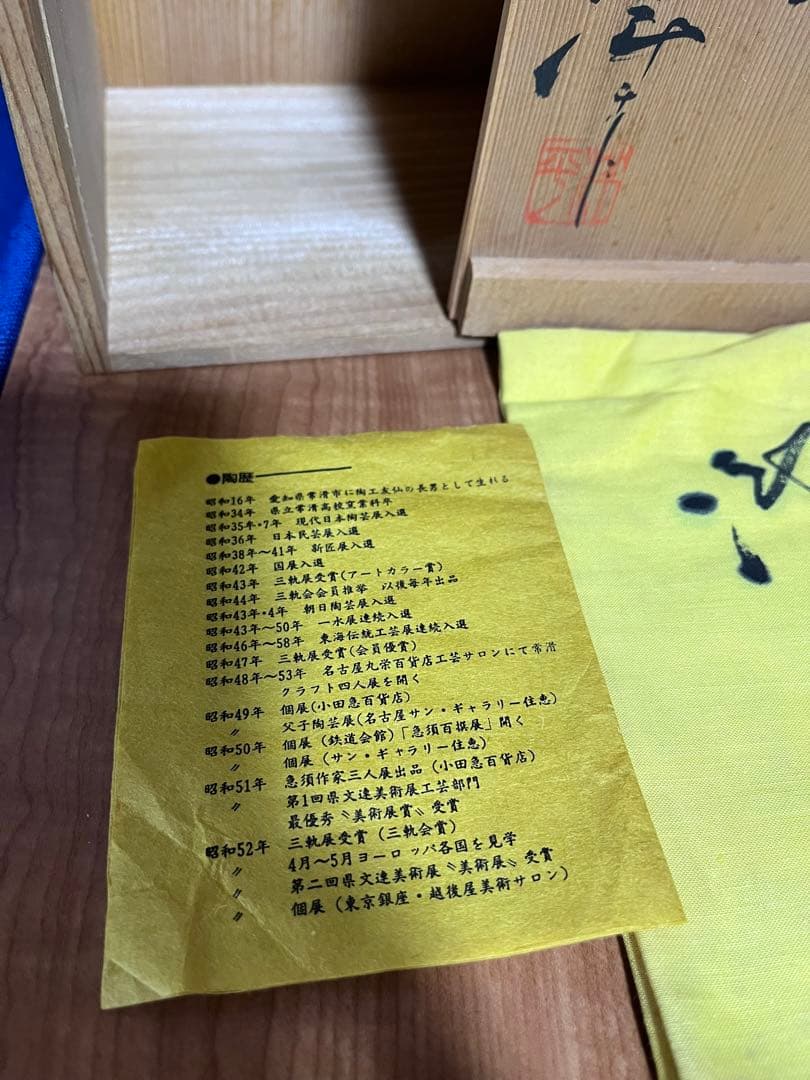 ●陶歴
昭和16年 愛知県常滑市に陶工友仙の長男として生れる
昭和34年 県立常滑高校窯業科卒
昭和35年・7年 現代日本陶芸展入選
昭和36年 日本民芸展入選
昭和38年〜41年 新匠展入選
昭和42年 国展入選
昭和43年 三軌展受賞(アートカラー賞)
昭和44年 三軌会会員推挙 以後毎年出品
昭和43年・4年 朝日陶芸展入選
昭和43年〜50年 一水展連続入選
昭和46年〜58年 東海伝統工芸展連続入選
昭和47年 三軌展受賞(会員優賞)
昭和48年〜53年 名古屋丸栄百貨店工芸サロンにて常滑
クラフト四人展を開く
昭和49年 個展(小田急百貨店)
〃 父子陶芸展(名古屋サン・ギャラリー住恵)
昭和50年 個展(鉄道会館)「急須百撰展」開く
〃 個展(サン・ギャラリー住恵)
昭和51年 急須作家三人展出品(小田急百貨店)
〃 第1回県文連美術展工芸部門
最優秀〝美術展賞〟受賞
昭和52年 三軌展受賞(三軌会賞)
〃 4月〜5月ヨーロッパ各国を見学
〃 第二回県文連美術展〝美術展〟受賞
〃 個展(東京銀座・越後屋美術サロン)